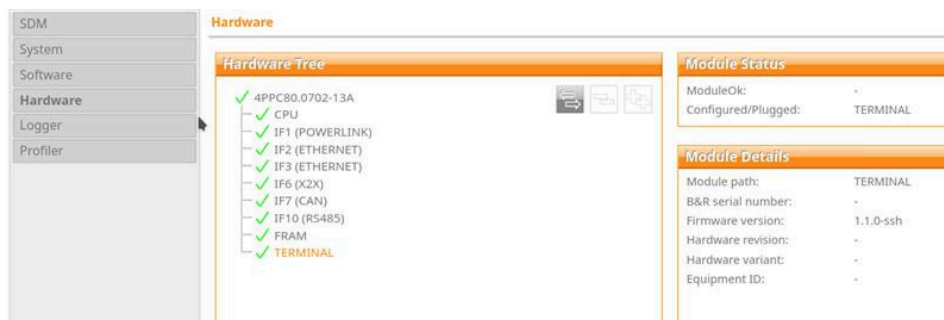 SDM
System
Software
Hardware
Logger
Profiler
Hardware
Hardware Tree
4PPC80.0702-13A
CPU
IF1 (POWERLINK)
IF2 (ETHERNET)
IF3 (ETHERNET)
IF6 (X2X)
IF7 (CAN)
IF10 (RS485)
FRAM
TERMINAL
Module Status
ModuleOk: -
Configured/Plugged: TERMINAL
Module Details
Module path: TERMINAL
B&R serial number: -
Firmware version: 1.1.0-ssh
Hardware revision: -
Hardware variant: -
Equipment ID: -